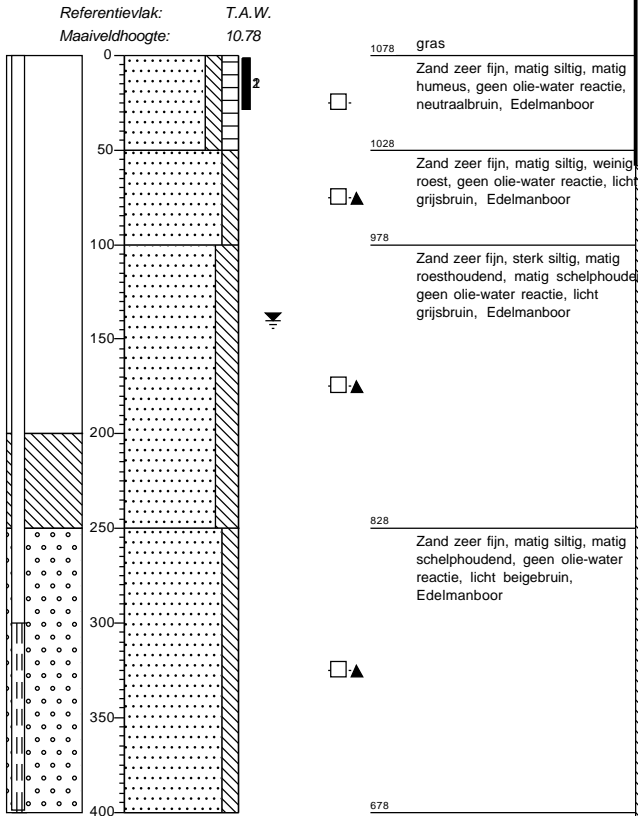 Referentievlak: T.A.W.
Maaiveldhoogte: 10.78
0
50
100
150
200
250
300
350
400
1078 gras
Zand zeer fijn, matig siltig, matig
humeus, geen olie-water reactie,
neutraalbruin, Edelmanboor
1028
Zand zeer fijn, matig siltig, weinig
roest, geen olie-water reactie, licht
grijsbruin, Edelmanboor
978
Zand zeer fijn, sterk siltig, matig
roesthoudend, matig schelphoude
geen olie-water reactie, licht
grijsbruin, Edelmanboor
828
Zand zeer fijn, matig siltig, matig
schelphoudend, geen olie-water
reactie, licht beigebruin,
Edelmanboor
678